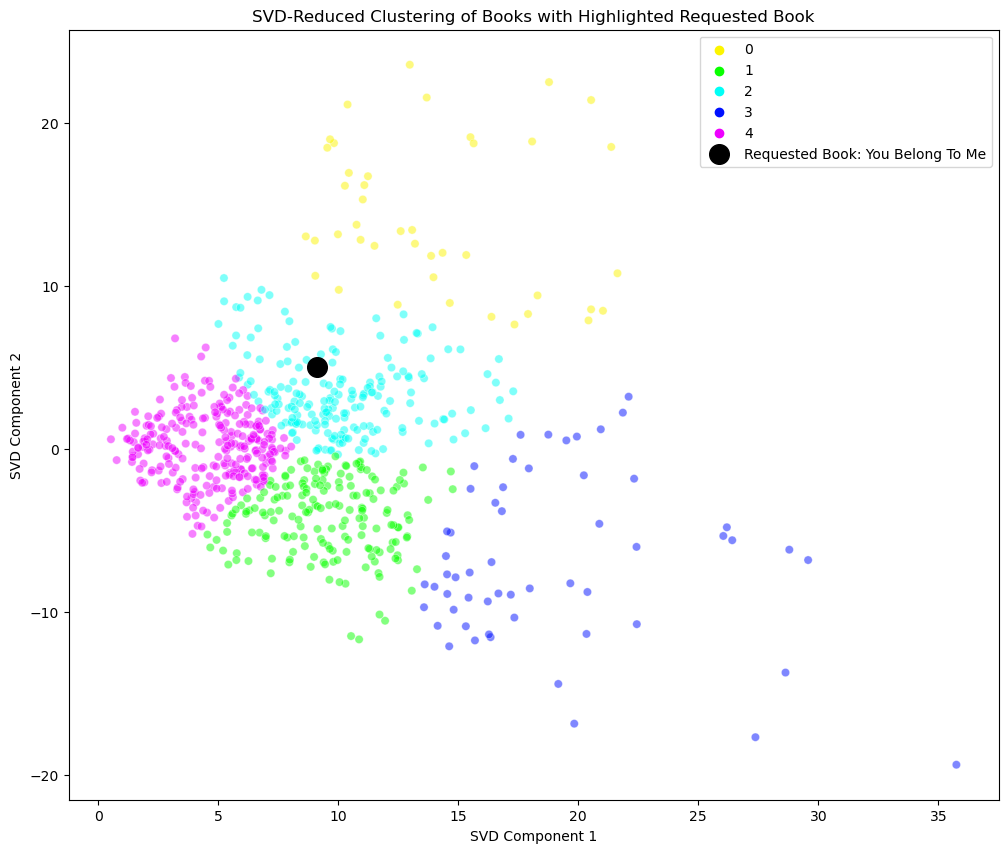 SVD-Reduced Clustering of Books with Highlighted Requested Book
0
1
2
3
4
Requested Book: You Belong To Me
20
10
0
−10
−20
SVD Component 2
0 5 10 15 20 25 30 35
SVD Component 1